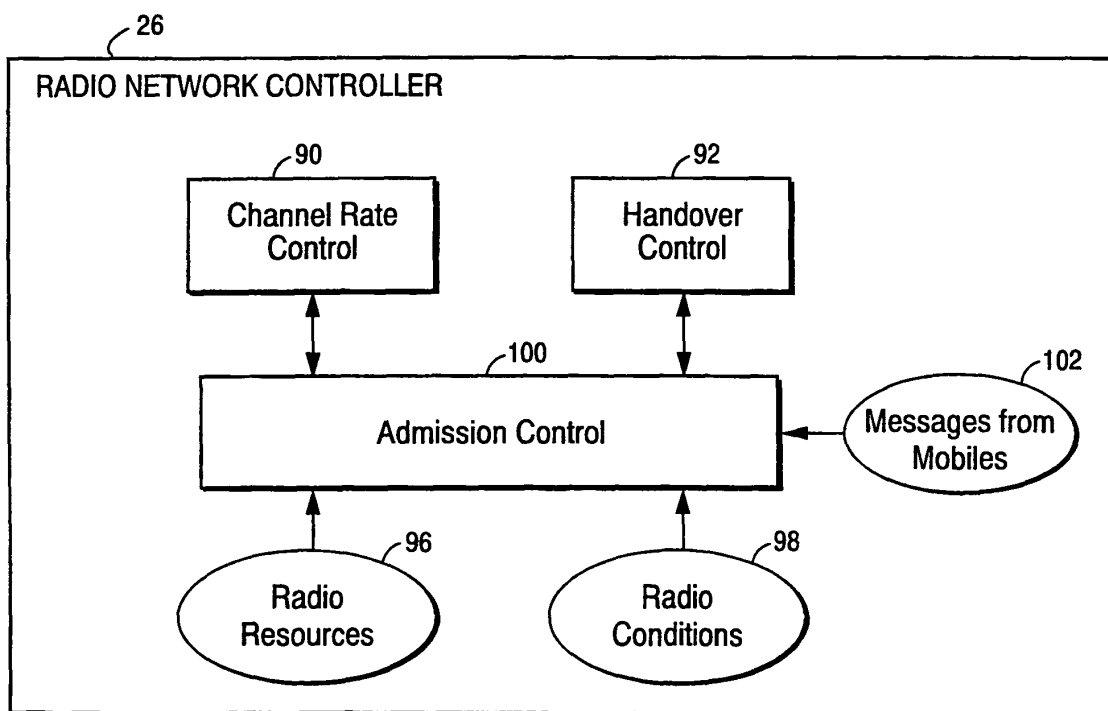 26
RADIO NETWORK CONTROLLER
90
Channel Rate
Control
92
Handover
Control
100
Admission Control
102
Messages from
Mobiles
96
Radio
Resources
98
Radio
Conditions